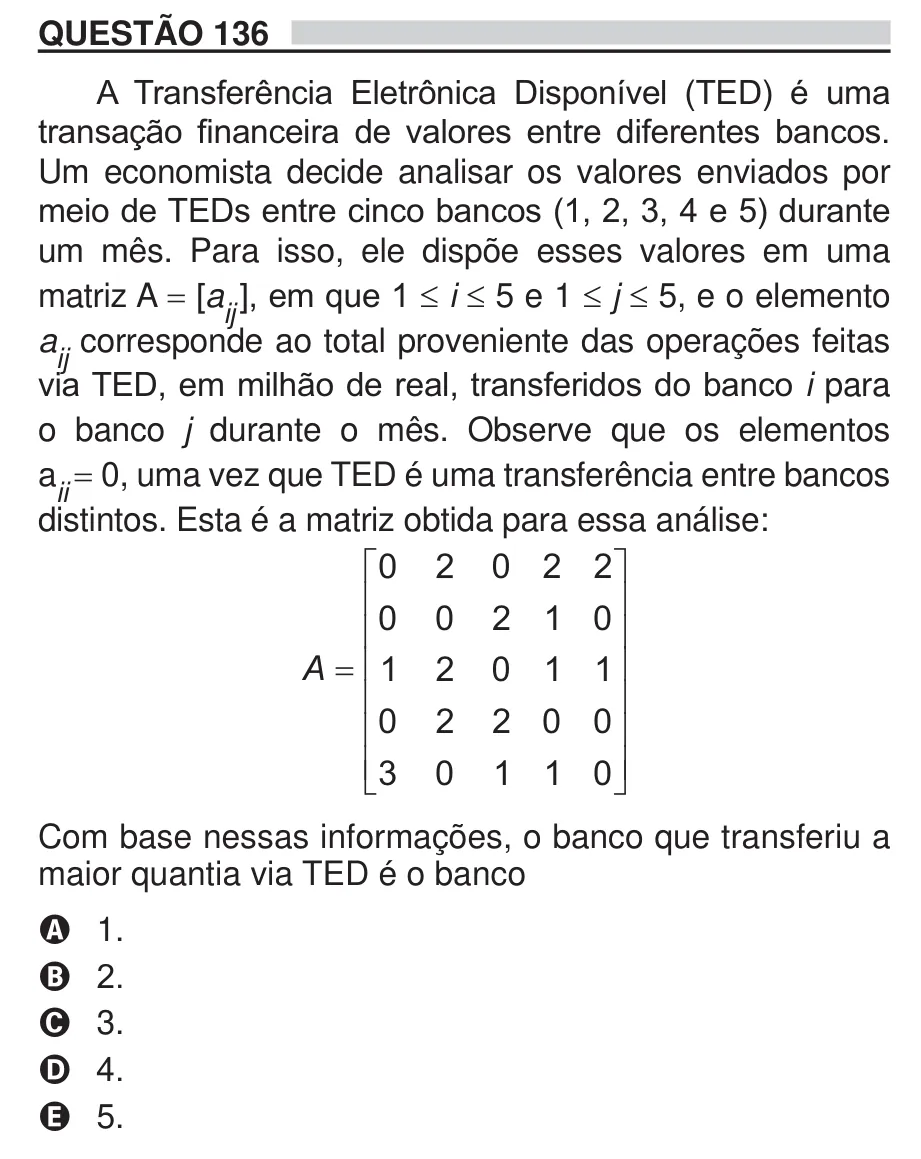 QUESTÃO 136
A Transferência Eletrônica Disponível (TED) é uma
transação financeira de valores entre diferentes bancos.
Um economista decide analisar os valores enviados por
meio de TEDs entre cinco bancos (1, 2, 3, 4 e 5) durante
um mês. Para isso, ele dispõe esses valores em uma
matriz A = [aij], em que 1 ≤ i ≤ 5 e 1 ≤ j ≤ 5, e o elemento
aij corresponde ao total proveniente das operações feitas
via TED, em milhão de real, transferidos do banco i para
o banco j durante o mês. Observe que os elementos
aii = 0, uma vez que TED é uma transferência entre bancos
distintos. Esta é a matriz obtida para essa análise:
0 2 0 2 2
0 0 2 1 0
A = 1 2 0 1 1
0 2 2 0 0
3 0 1 1 0
Com base nessas informações, o banco que transferiu a
maior quantia via TED é o banco
A 1.
B 2.
C 3.
D 4.
E 5.